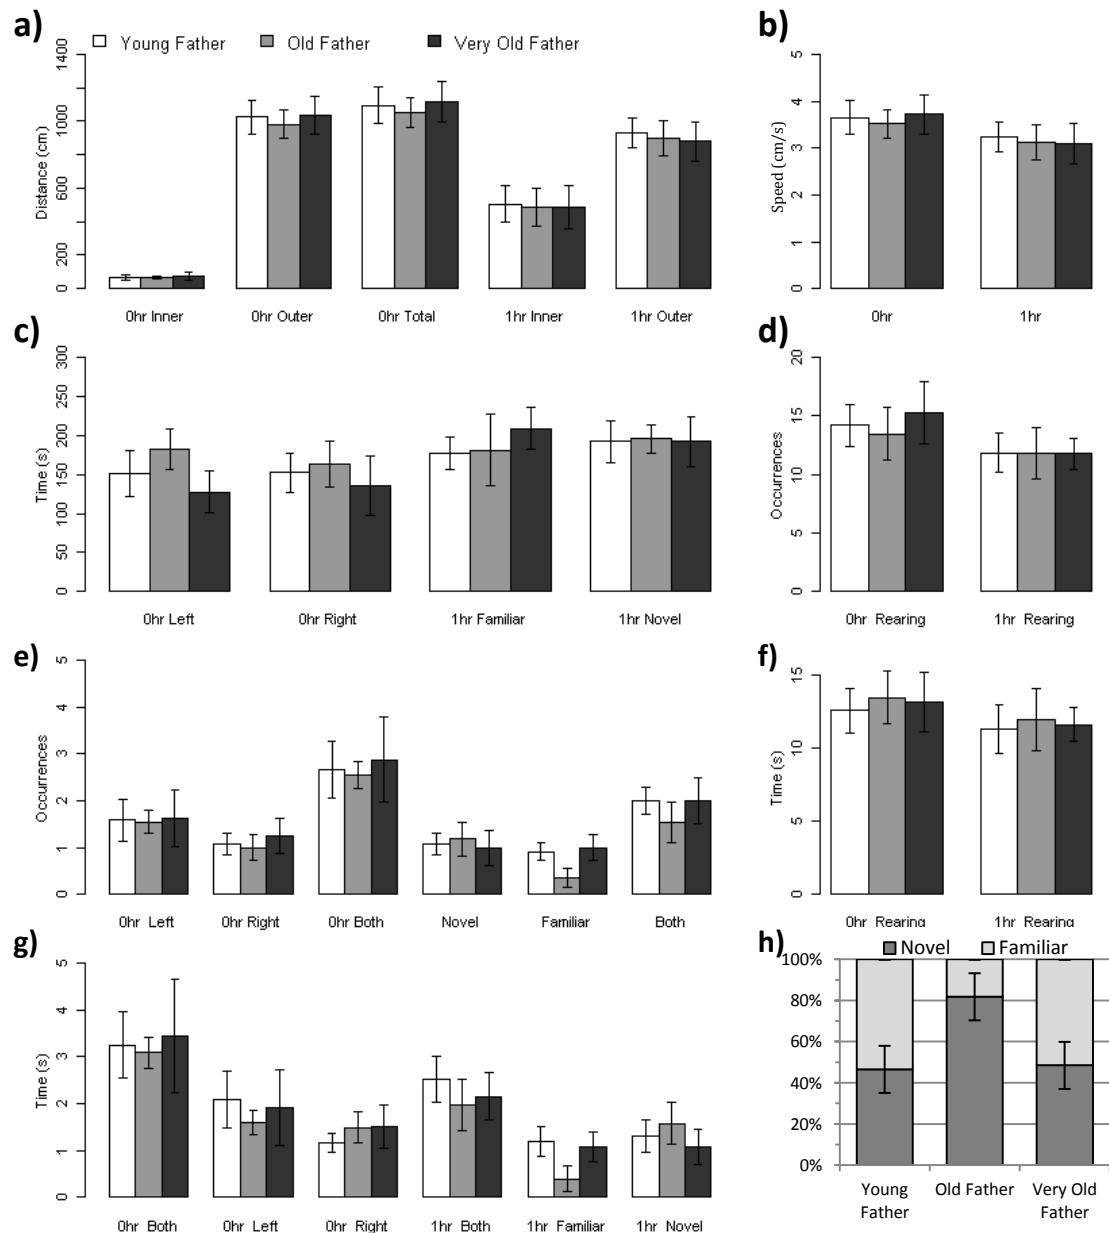 a)
Young Father Old Father Very Old Father
Distance (cm)
0 200 600 1000 1400
0hr Inner 0hr Outer 0hr Total 1hr Inner 1hr Outer
b)
Speed (cm/s)
0 1 2 3 4 5
0hr 1hr
c)
Time (s)
0 50 100 150 200 250 300
0hr Left 0hr Right 1hr Familiar 1hr Novel
d)
Occurrences
0 5 10 15 20
0hr Rearing 1hr Rearing
e)
Occurrences
0 1 2 3 4 5
0hr Left 0hr Right 0hr Both Novel Familiar Both
f)
Time (s)
0 5 10 15
0hr Rearing 1hr Rearing
g)
Time (s)
0 1 2 3 4 5
0hr Both 0hr Left 0hr Right 1hr Both 1hr Familiar 1hr Novel
h)
Novel Familiar
100%
80%
60%
40%
20%
0%
Young Father Old Father Very Old Father